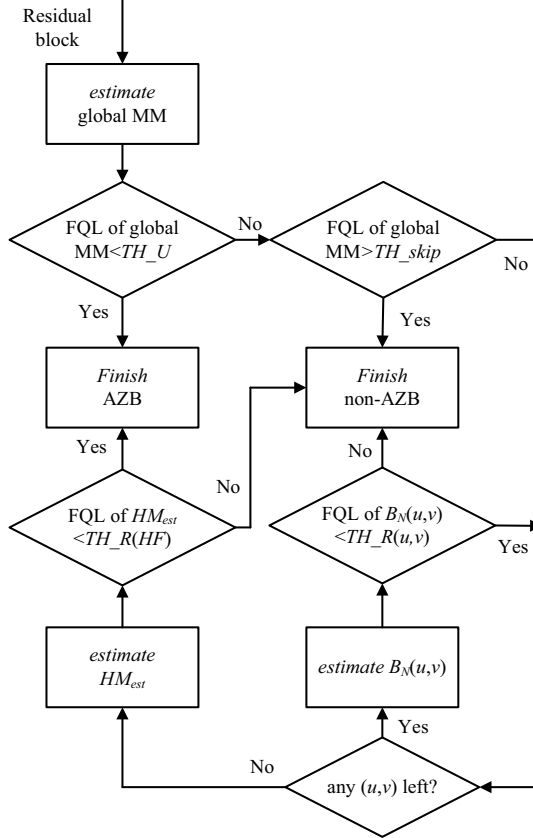 Residual
block
estimate
global MM
FQL of global
MM<TH_U
No
FQL of global
MM>TH_skip
No
Yes
Yes
Finish
AZB
Finish
non-AZB
Yes
No
No
FQL of HMest
<TH_R(HF)
FQL of BN(u,v)
<TH_R(u,v)
Yes
estimate
HMest
estimate BN(u,v)
Yes
No
any (u,v) left?